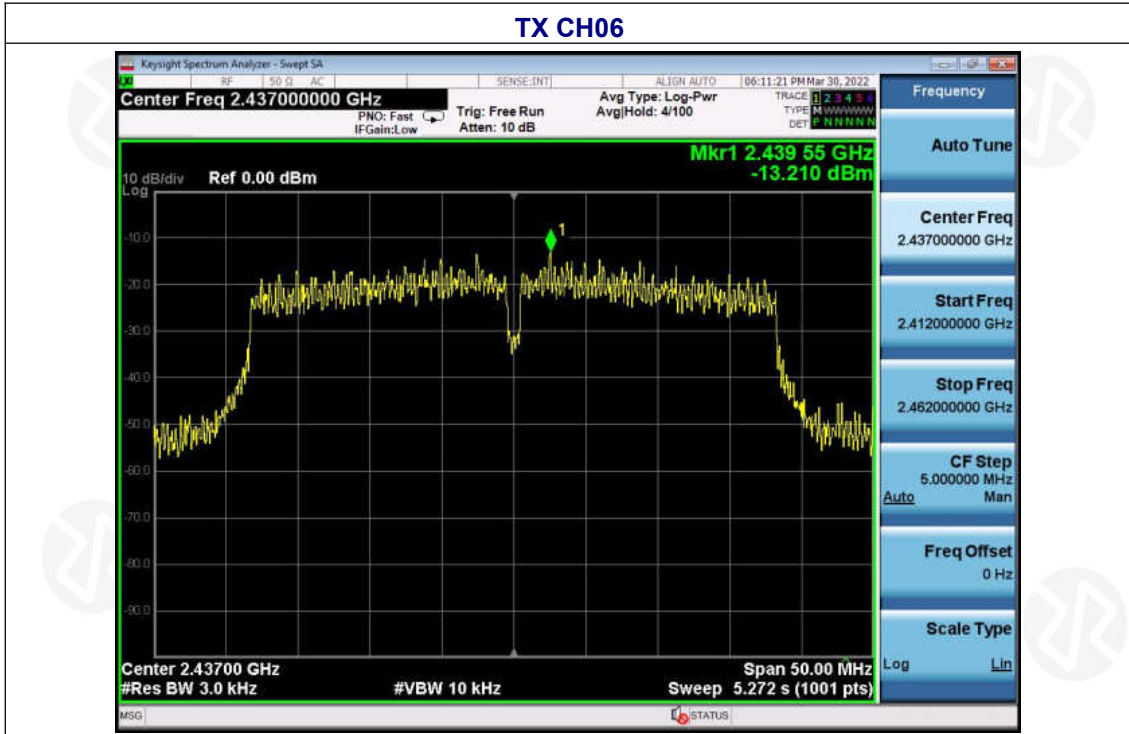 TX CH06
Keysight Spectrum Analyzer - Swept SA
LXI RF 50 Ω AC SENSE:INT ALIGN AUTO 06:11:21 PM Mar 30, 2022
Center Freq 2.437000000 GHz
PNO: Fast
IFGain:Low
Trig: Free Run
Atten: 10 dB
Avg Type: Log-Pwr
Avg|Hold: 4/100
TRACE 1 2 3 4 5 6
TYPE M W W W W W
DET P N N N N N
Mkr1 2.439 55 GHz
-13.210 dBm
10 dB/div Ref 0.00 dBm
Log
1
-10.0
-20.0
-30.0
-40.0
-50.0
-60.0
-70.0
-80.0
-90.0
Center 2.43700 GHz Span 50.00 MHz
#Res BW 3.0 kHz #VBW 10 kHz Sweep 5.272 s (1001 pts)
MSG STATUS
Frequency
Auto Tune
Center Freq
2.437000000 GHz
Start Freq
2.412000000 GHz
Stop Freq
2.462000000 GHz
CF Step
5.000000 MHz
Auto Man
Freq Offset
0 Hz
Scale Type
Log Lin